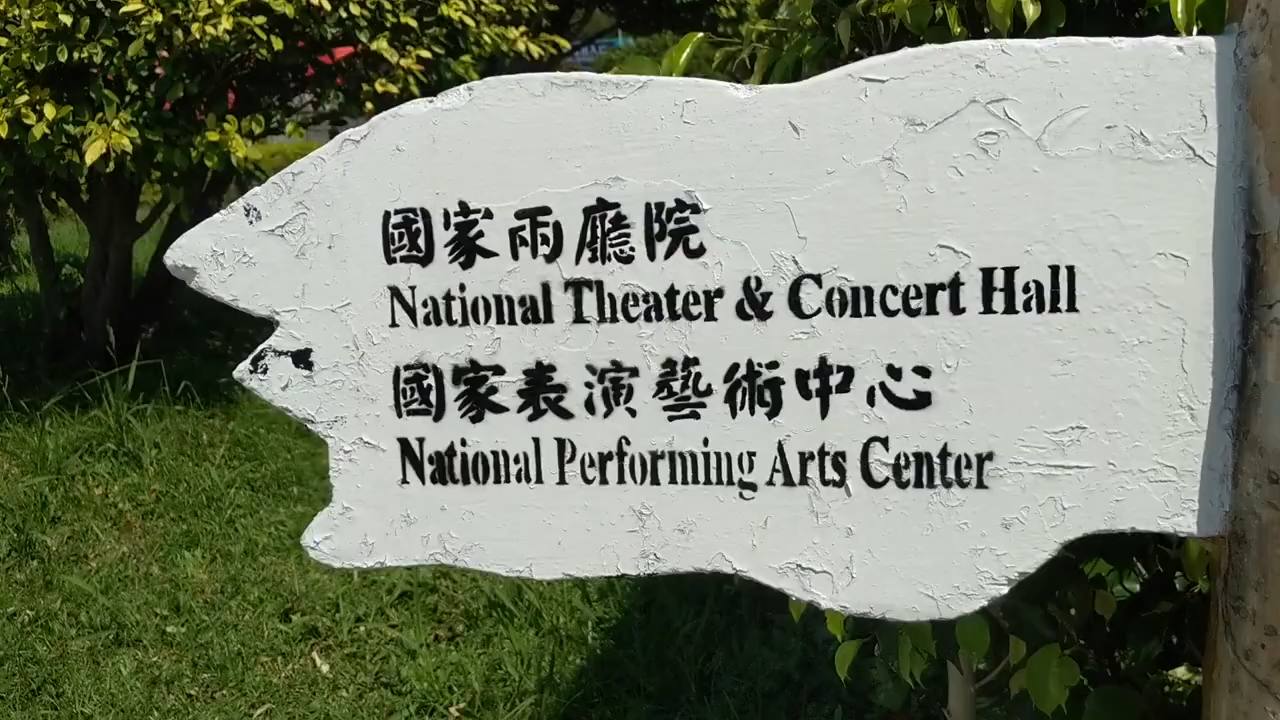 國家兩廳院
National Theater & Concert Hall
國家表演藝術中心
National Performing Arts Center